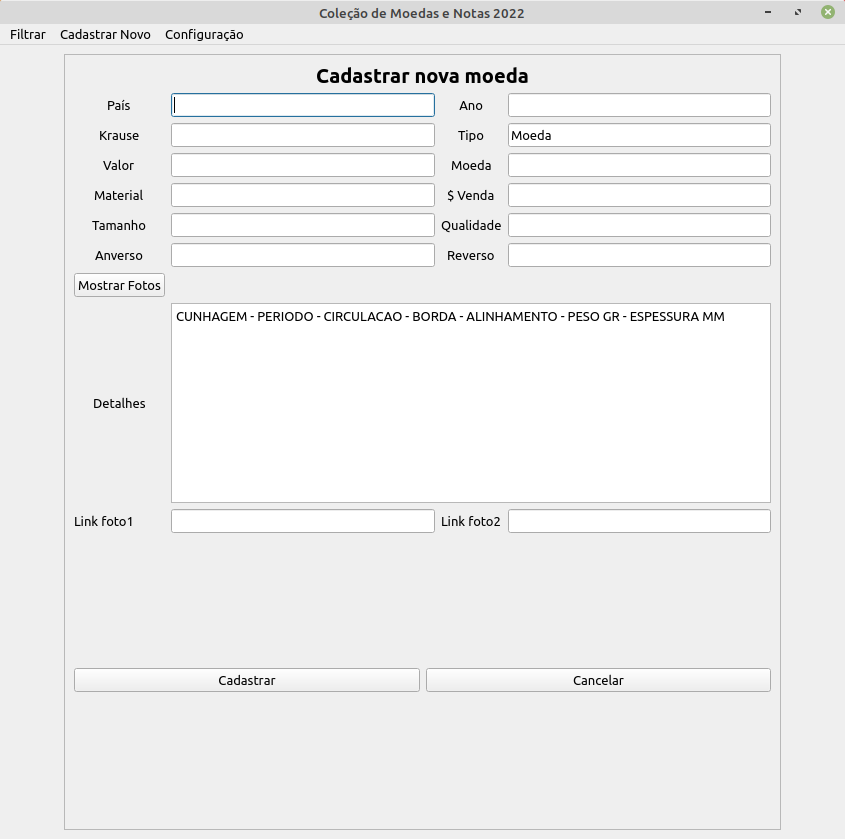 Coleção de Moedas e Notas 2022
Filtrar Cadastrar Novo Configuração
Cadastrar nova moeda
País Ano
Krause Tipo Moeda
Valor Moeda
Material $ Venda
Tamanho Qualidade
Anverso Reverso
Mostrar Fotos
CUNHAGEM - PERIODO - CIRCULACAO - BORDA - ALINHAMENTO - PESO GR - ESPESSURA MM
Detalhes
Link foto1 Link foto2
Cadastrar Cancelar